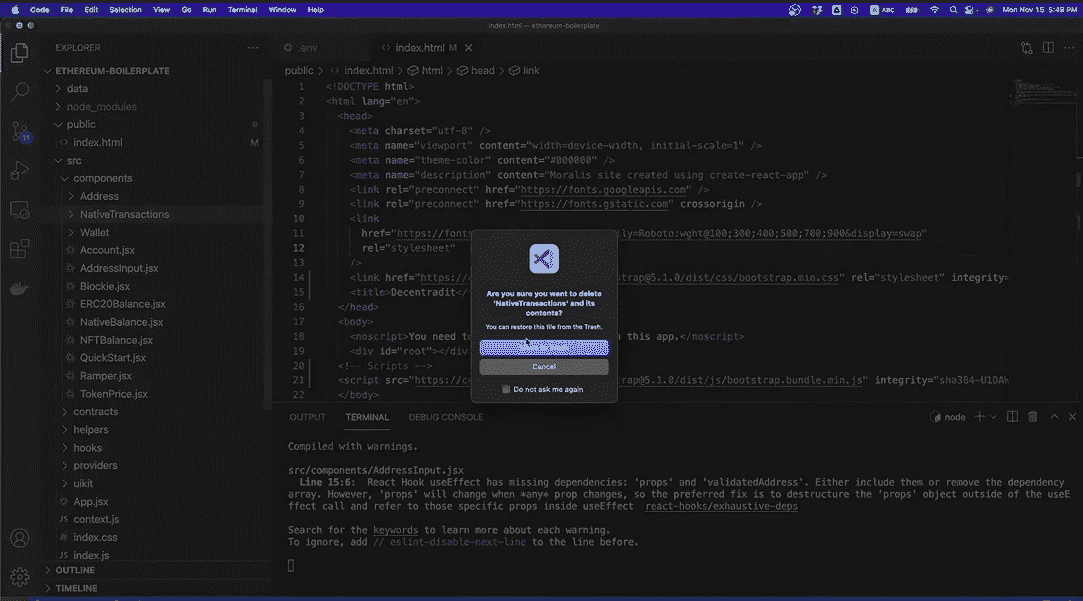 Code File Edit Selection View Go Run Terminal Window Help
ABC
Mon Nov 15 5:49 PM
index.html — ethereum-boilerplate
EXPLORER
.env
index.html M
ETHEREUM-BOILERPLATE
public > index.html > html > head > link
data
node_modules
public
index.html M
src
components
Address
NativeTransactions
Wallet
Account.jsx
AddressInput.jsx
Blockie.jsx
ERC20Balance.jsx
NativeBalance.jsx
NFTBalance.jsx
QuickStart.jsx
Ramper.jsx
TokenPrice.jsx
contracts
helpers
hooks
providers
uikit
App.jsx
JS context.js
# index.css
JS index.js
OUTLINE
TIMELINE
1 <!DOCTYPE html>
2 <html lang="en">
3 <head>
4 <meta charset="utf-8" />
5 <meta name="viewport" content="width=device-width, initial-scale=1" />
6 <meta name="theme-color" content="#000000" />
7 <meta name="description" content="Moralis site created using create-react-app" />
8 <link rel="preconnect" href="https://fonts.googleapis.com" />
9 <link rel="preconnect" href="https://fonts.gstatic.com" crossorigin />
10 <link
11 href="https://fonts ily=Roboto:wght@100;300;400;500;700;900&display=swap"
12 rel="stylesheet"
13 />
14 <link href="https:// strap@5.1.0/dist/css/bootstrap.min.css" rel="stylesheet" integrity=
15 <title>Decentradit</
16 </head>
17 <body>
18 <noscript>You need t this app.</noscript>
19 <div id="root"></di
20 <!-- Scripts -->
21 <script src="https:// strap@5.1.0/dist/js/bootstrap.bundle.min.js" integrity="sha384-U1DAW
22 </body>
Are you sure you want to delete
'NativeTransactions' and its
contents?
You can restore this file from the Trash.
Cancel
Do not ask me again
OUTPUT TERMINAL DEBUG CONSOLE
node
Compiled with warnings.
src/components/AddressInput.jsx
Line 15:6: React Hook useEffect has missing dependencies: 'props' and 'validatedAddress'. Either include them or remove the dependency
array. However, 'props' will change when *any* prop changes, so the preferred fix is to destructure the 'props' object outside of the useE
ffect call and refer to those specific props inside useEffect react-hooks/exhaustive-deps
Search for the keywords to learn more about each warning.
To ignore, add // eslint-disable-next-line to the line before.